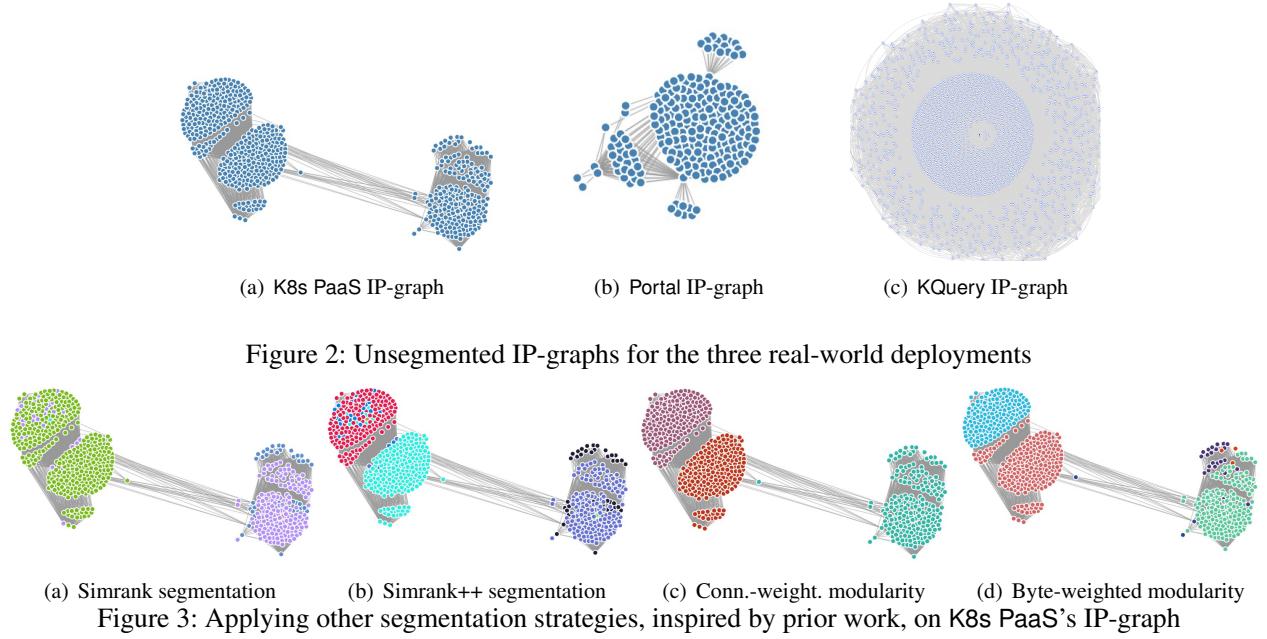 (a) K8s PaaS IP-graph
(b) Portal IP-graph
(c) KQuery IP-graph
Figure 2: Unsegmented IP-graphs for the three real-world deployments
(a) Simrank segmentation
(b) Simrank++ segmentation
(c) Conn.-weight. modularity
(d) Byte-weighted modularity
Figure 3: Applying other segmentation strategies, inspired by prior work, on K8s PaaS's IP-graph